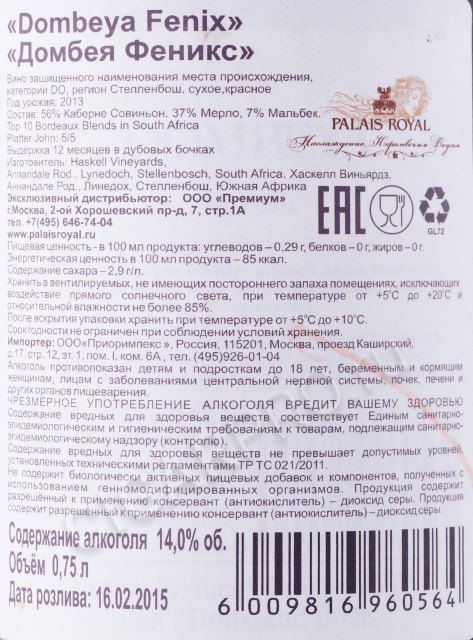 «Dombeya Fenix»
«Домбея Феникс»
Вино защищенного наименования места происхождения,
категории DO, регион Стелленбош, сухое,красное
Год урожая: 2013
Состав: 56% Каберне Совиньон, 37% Мерло, 7% Мальбек.
Top 10 Bordeaux Blends in South Africa
Platter John; 5/5
Выдержка 12 месяцев в дубовых бочках
PALAIS ROYAL
Наслаждение Королевским Вкусом
Изготовитель: Haskell Vineyards,
Annandale Rod., Lynedoch, Stellenbosch, South Africa. Хаскелл Виньярдз,
Аннандале Род., Линедох, Стелленбош, Южная Африка
Эксклюзивный дистрибьютор: ООО «Премиум»
г.Москва, 2-ой Хорошевский пр-д, 7, стр.1А
тел.+7(495) 646-74-04
www.palaisroyal.ru
EAC
GL72
Пищевая ценность - в 100 мл продукта: углеводов – 0,29 г, белков – 0 г, жиров – 0 г.
Энергетическая ценность в 100 мл продукта – 85 ккал.
Содержание сахара – 2,9 г/л.
Хранить в вентилируемых, не имеющих постороннего запаха помещениях, исключающих
воздействие прямого солнечного света, при температуре от +5°С до +20°С и
относительной влажности не более 85%.
После вскрытия упаковки хранить при температуре от +5°С до +10°С.
Срок годности не ограничен при соблюдении условий хранения.
Импортер: ООО«Приоримпекс» , Россия, 115201, Москва, проезд Каширский,
д.17, стр.12, эт.1, пом. I, ком. 6А , тел. (495)926-01-04
Алкоголь противопоказан детям и подросткам до 18 лет, беременным и кормящим
женщинам, лицам с заболеваниями центральной нервной системы, почек, печени и
других органов пищеварения.
ЧРЕЗМЕРНОЕ УПОТРЕБЛЕНИЕ АЛКОГОЛЯ ВРЕДИТ ВАШЕМУ ЗДОРОВЬЮ
Содержание вредных для здоровья веществ соответствует Единым санитарно-
эпидемиологическим и гигиеническим требованиям к товарам, подлежащим санитарно-
эпидемиологическому надзору (контролю).
Содержание вредных для здоровья веществ не превышает допустимых уровней,
установленных техническими регламентами ТР ТС 021/2011.
Не содержит биологически активных пищевых добавок и компонентов, полученных с
использованием генномодифицированных организмов. Продукция содержит
разрешённый к применению консервант (антиокислитель) – диоксид серы. Продукция содержит
разрешённый к применению консервант (антиокислитель) – диоксид серы.
Содержание алкоголя 14,0% об.
Объём 0,75 л
Дата розлива: 16.02.2015
6 009816 960564